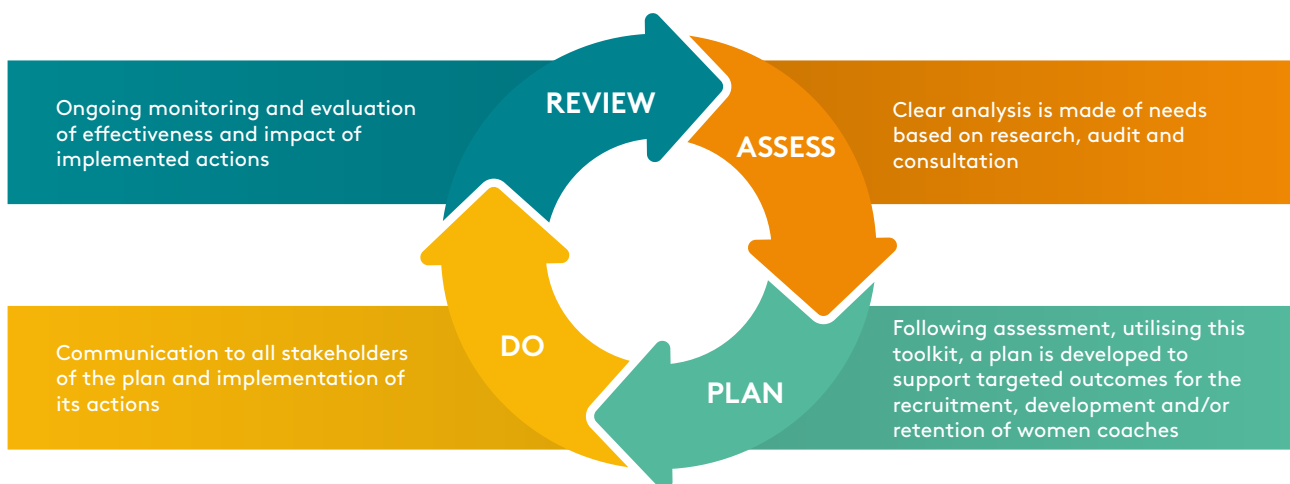 REVIEW
Ongoing monitoring and evaluation
of effectiveness and impact of
implemented actions
ASSESS
Clear analysis is made of needs
based on research, audit and
consultation
DO
Communication to all stakeholders
of the plan and implementation of
its actions
PLAN
Following assessment, utilising this
toolkit, a plan is developed to
support targeted outcomes for the
recruitment, development and/or
retention of women coaches